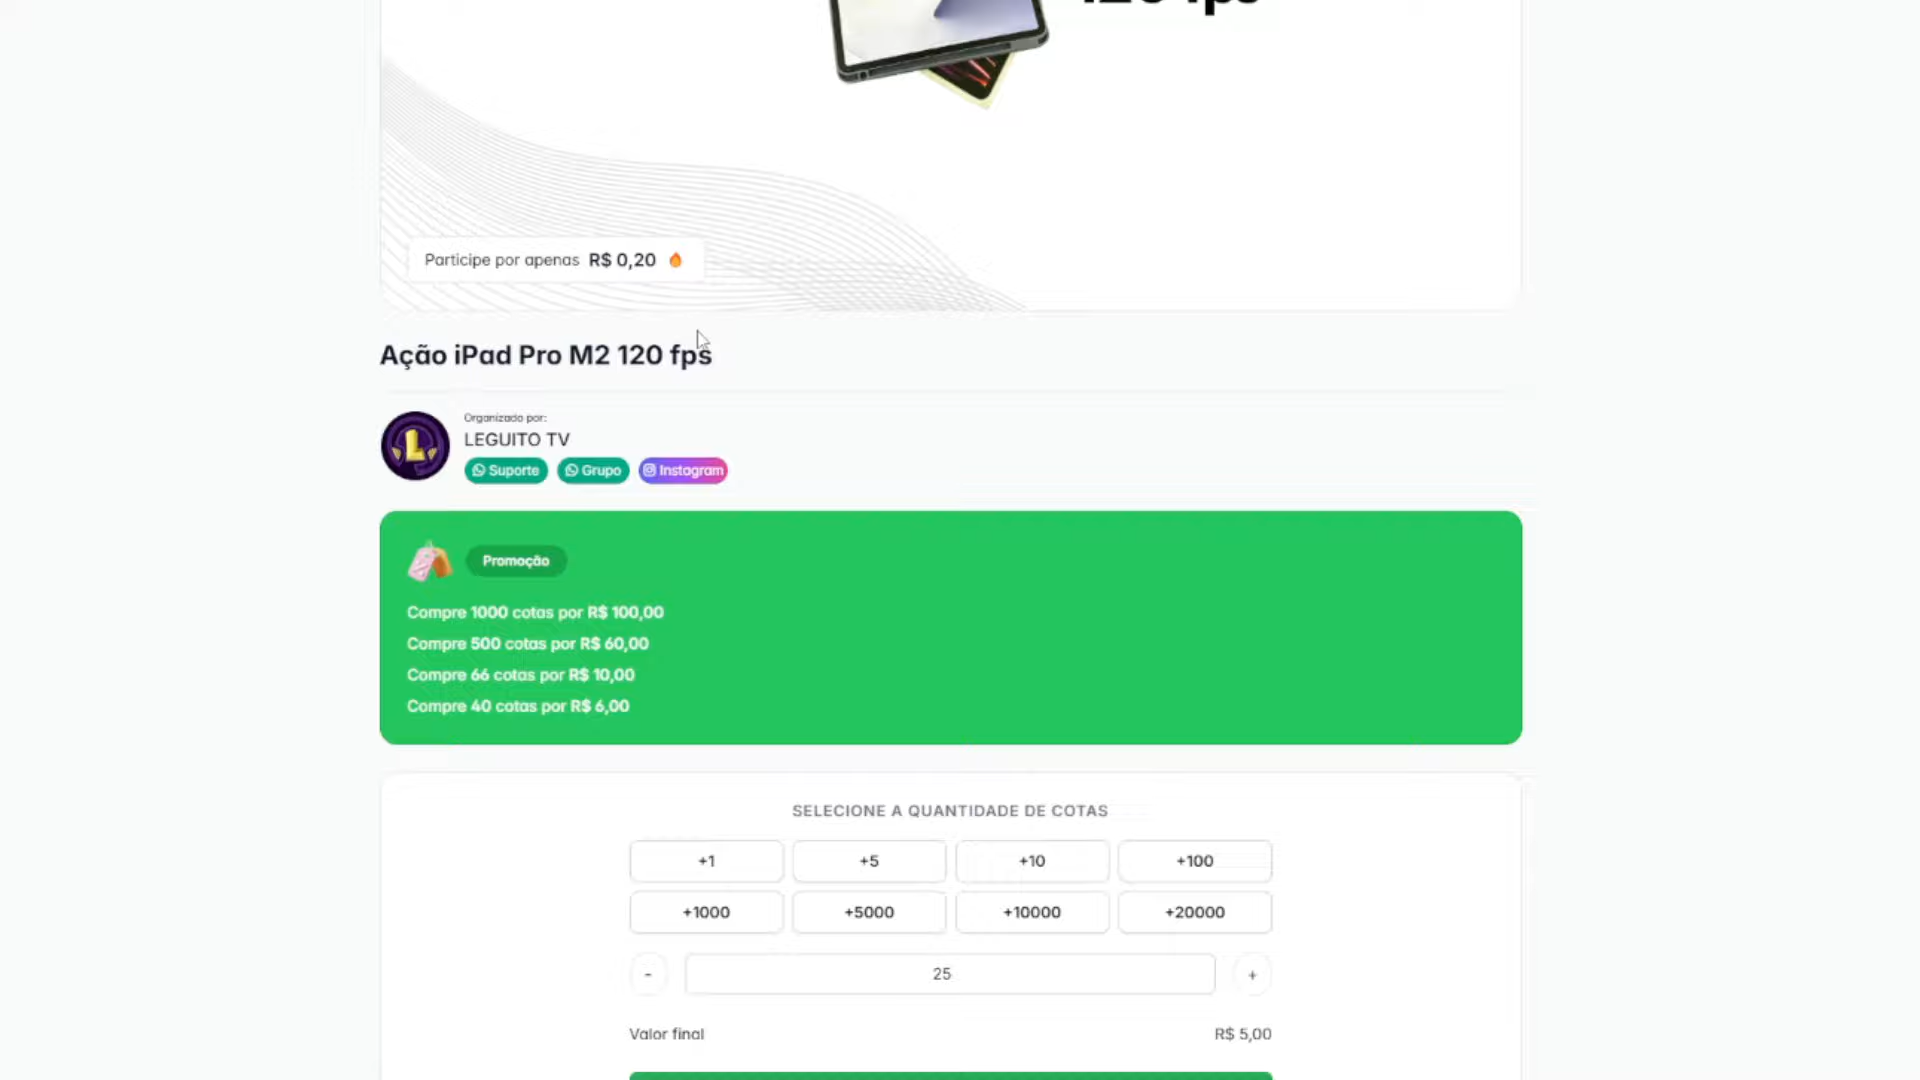 120 fps
Participe por apenas R$ 0,20
Ação iPad Pro M2 120 fps
Organizado por:
LEGUITO TV
Suporte
Grupo
Instagram
Promoção
Compre 1000 cotas por R$ 100,00
Compre 500 cotas por R$ 60,00
Compre 66 cotas por R$ 10,00
Compre 40 cotas por R$ 6,00
SELECIONE A QUANTIDADE DE COTAS
+1
+5
+10
+100
+1000
+5000
+10000
+20000
-
25
+
Valor final
R$ 5,00